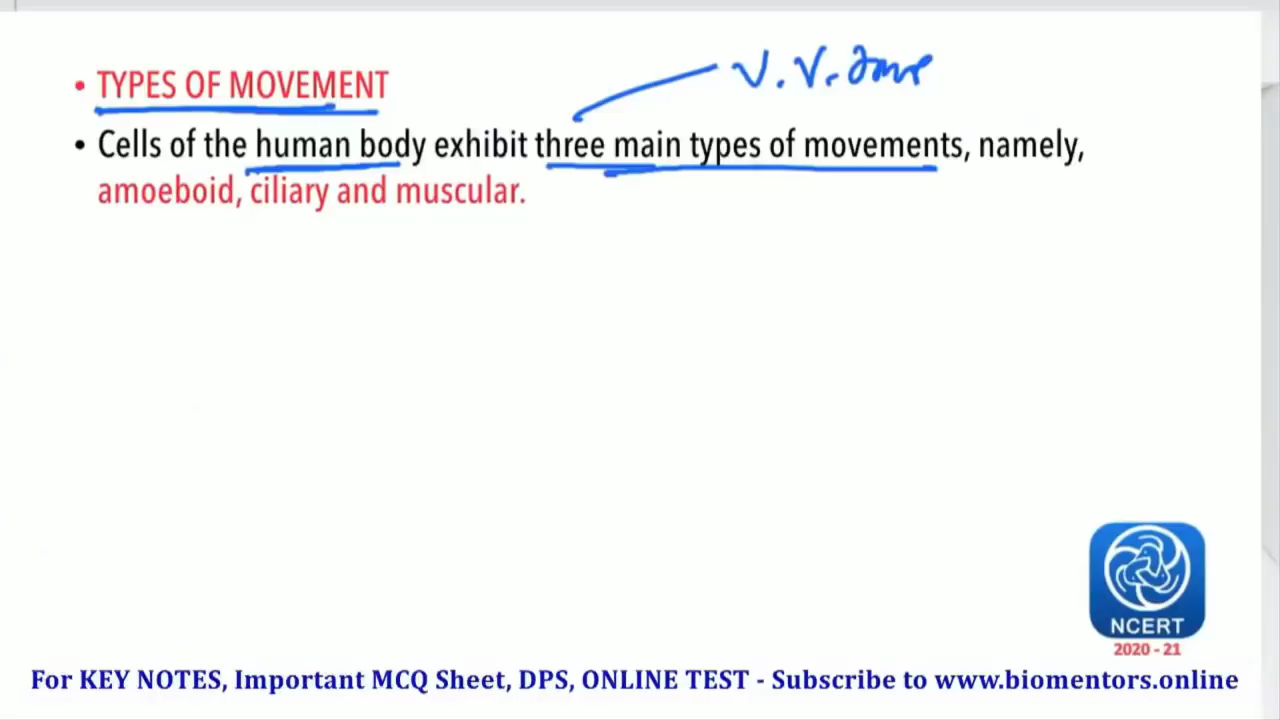 • TYPES OF MOVEMENT
V. V.
• Cells of the human body exhibit three main types of movements, namely,
amoeboid, ciliary and muscular.
NCERT
2020 - 21
For KEY NOTES, Important MCQ Sheet, DPS, ONLINE TEST - Subscribe to www.biomentors.online